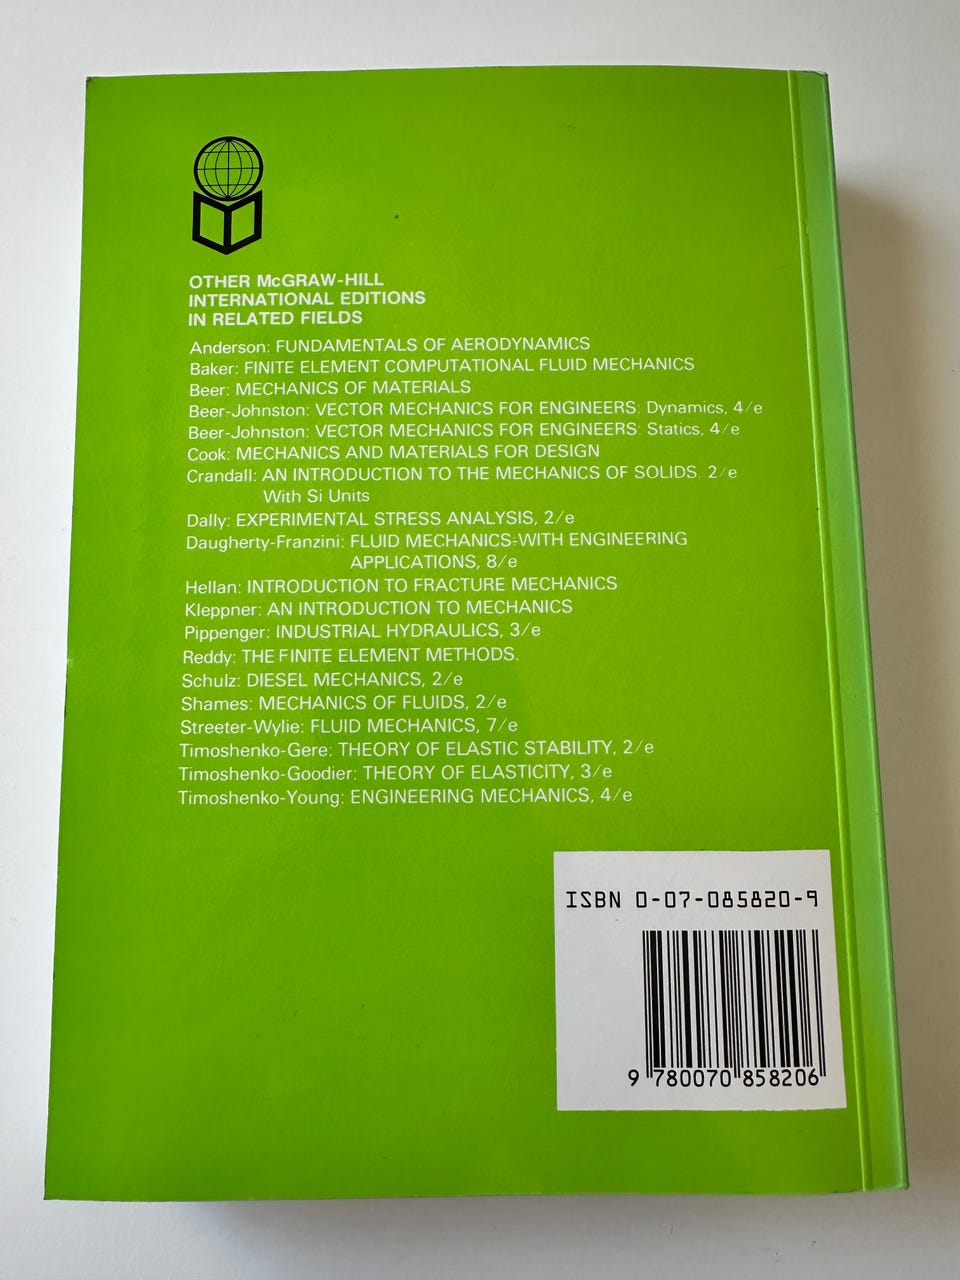 OTHER McGRAW-HILL
INTERNATIONAL EDITIONS
IN RELATED FIELDS
Anderson: FUNDAMENTALS OF AERODYNAMICS
Baker: FINITE ELEMENT COMPUTATIONAL FLUID MECHANICS
Beer: MECHANICS OF MATERIALS
Beer-Johnston: VECTOR MECHANICS FOR ENGINEERS: Dynamics, 4/e
Beer-Johnston: VECTOR MECHANICS FOR ENGINEERS: Statics, 4/e
Cook: MECHANICS AND MATERIALS FOR DESIGN
Crandall: AN INTRODUCTION TO THE MECHANICS OF SOLIDS. 2/e
With Si Units
Dally: EXPERIMENTAL STRESS ANALYSIS, 2/e
Daugherty-Franzini: FLUID MECHANICS-WITH ENGINEERING
APPLICATIONS, 8/e
Hellan: INTRODUCTION TO FRACTURE MECHANICS
Kleppner: AN INTRODUCTION TO MECHANICS
Pippenger: INDUSTRIAL HYDRAULICS, 3/e
Reddy: THE FINITE ELEMENT METHODS.
Schulz: DIESEL MECHANICS, 2/e
Shames: MECHANICS OF FLUIDS, 2/e
Streeter-Wylie: FLUID MECHANICS, 7/e
Timoshenko-Gere: THEORY OF ELASTIC STABILITY, 2/e
Timoshenko-Goodier: THEORY OF ELASTICITY, 3/e
Timoshenko-Young: ENGINEERING MECHANICS, 4/e
ISBN 0-07-085820-9
9 780070 858206